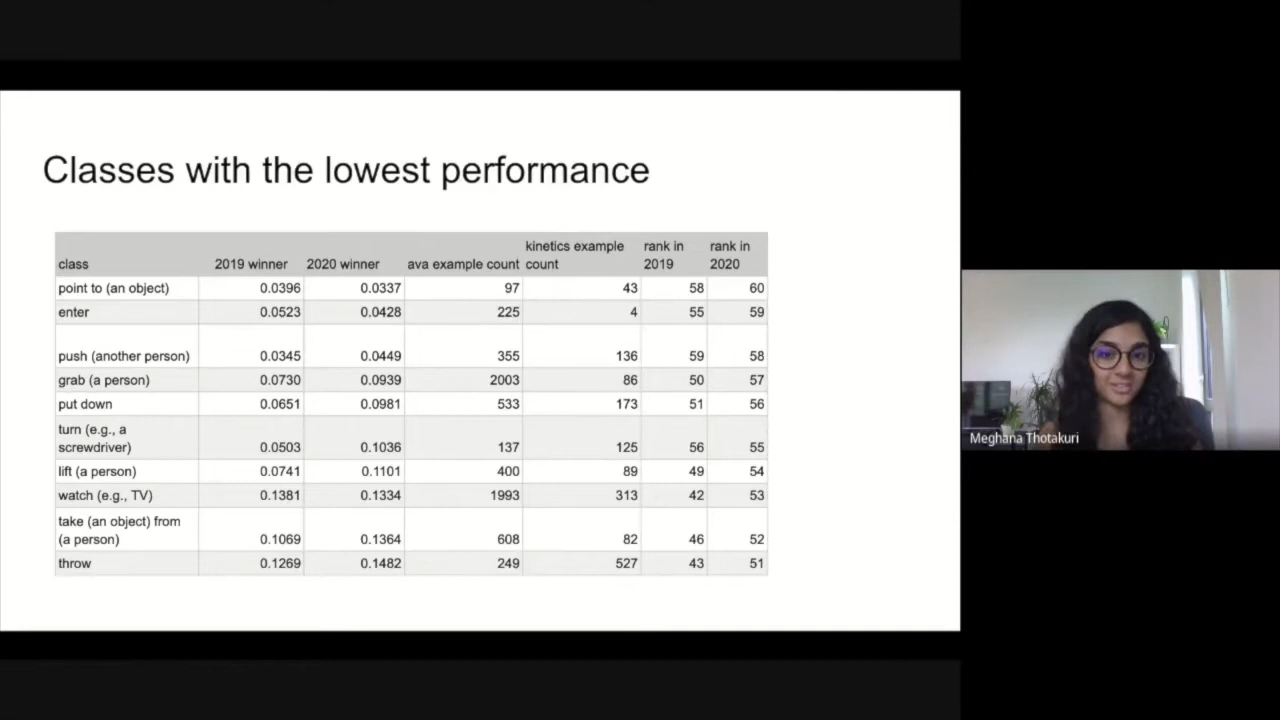 Classes with the lowest performance
class 2019 winner 2020 winner ava example count kinetics example count rank in 2019 rank in 2020
point to (an object) 0.0396 0.0337 97 43 58 60
enter 0.0523 0.0428 225 4 55 59
push (another person) 0.0345 0.0449 355 136 59 58
grab (a person) 0.0730 0.0939 2003 86 50 57
put down 0.0651 0.0981 533 173 51 56
turn (e.g., a screwdriver) 0.0503 0.1036 137 125 56 55
lift (a person) 0.0741 0.1101 400 89 49 54
watch (e.g., TV) 0.1381 0.1334 1993 313 42 53
take (an object) from (a person) 0.1069 0.1364 608 82 46 52
throw 0.1269 0.1482 249 527 43 51
Meghana Thotakuri